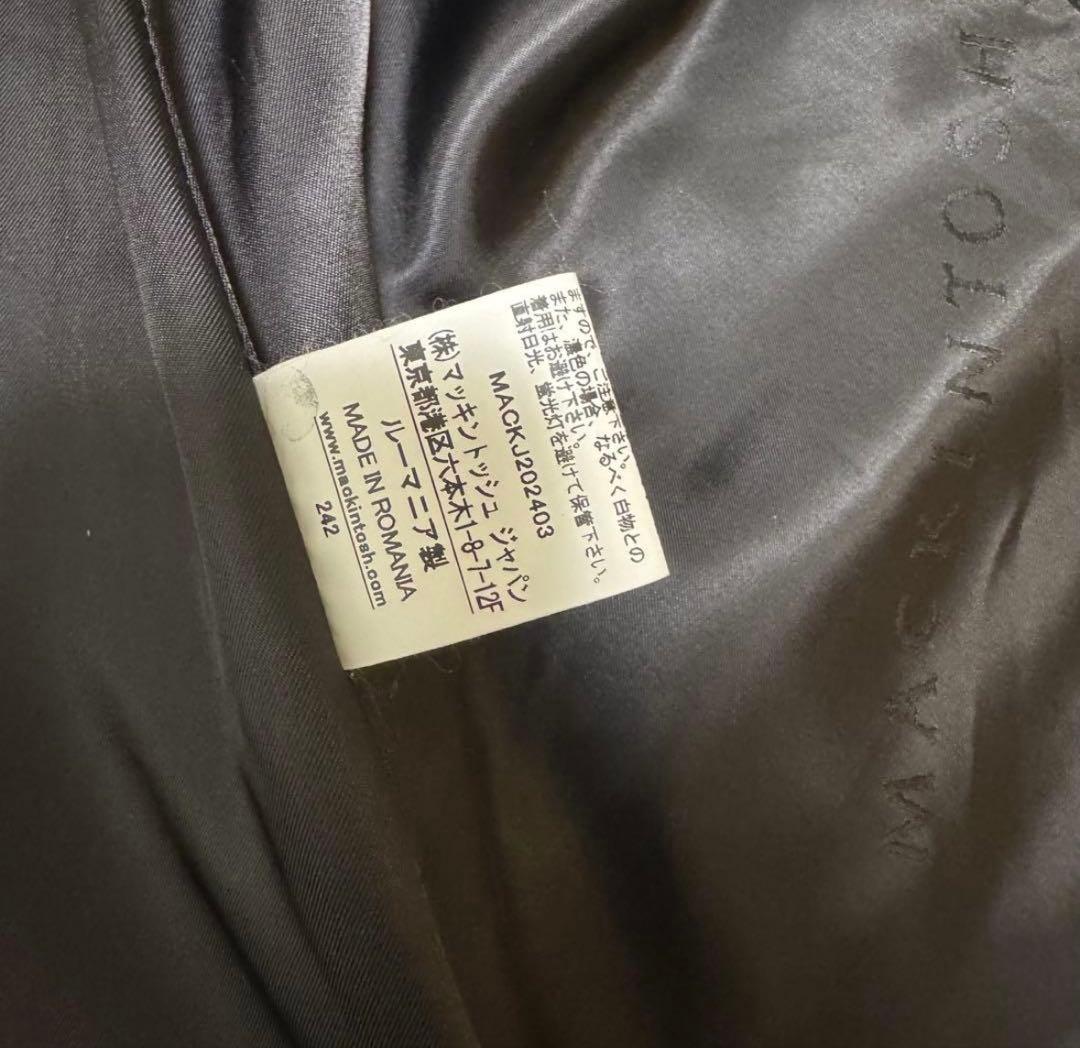 ますので、ご注意下さい。
また、濃色の場合、なるべく白物との
着用はお避け下さい。
直射日光、蛍光灯を避けて保管下さい。
MACKJ202403
(株)マッキントッシュ ジャパン
東京都港区六本木1-8-7-12F
ルーマニア製
MADE IN ROMANIA
www.mackintosh.com
242
MACKINTOSH